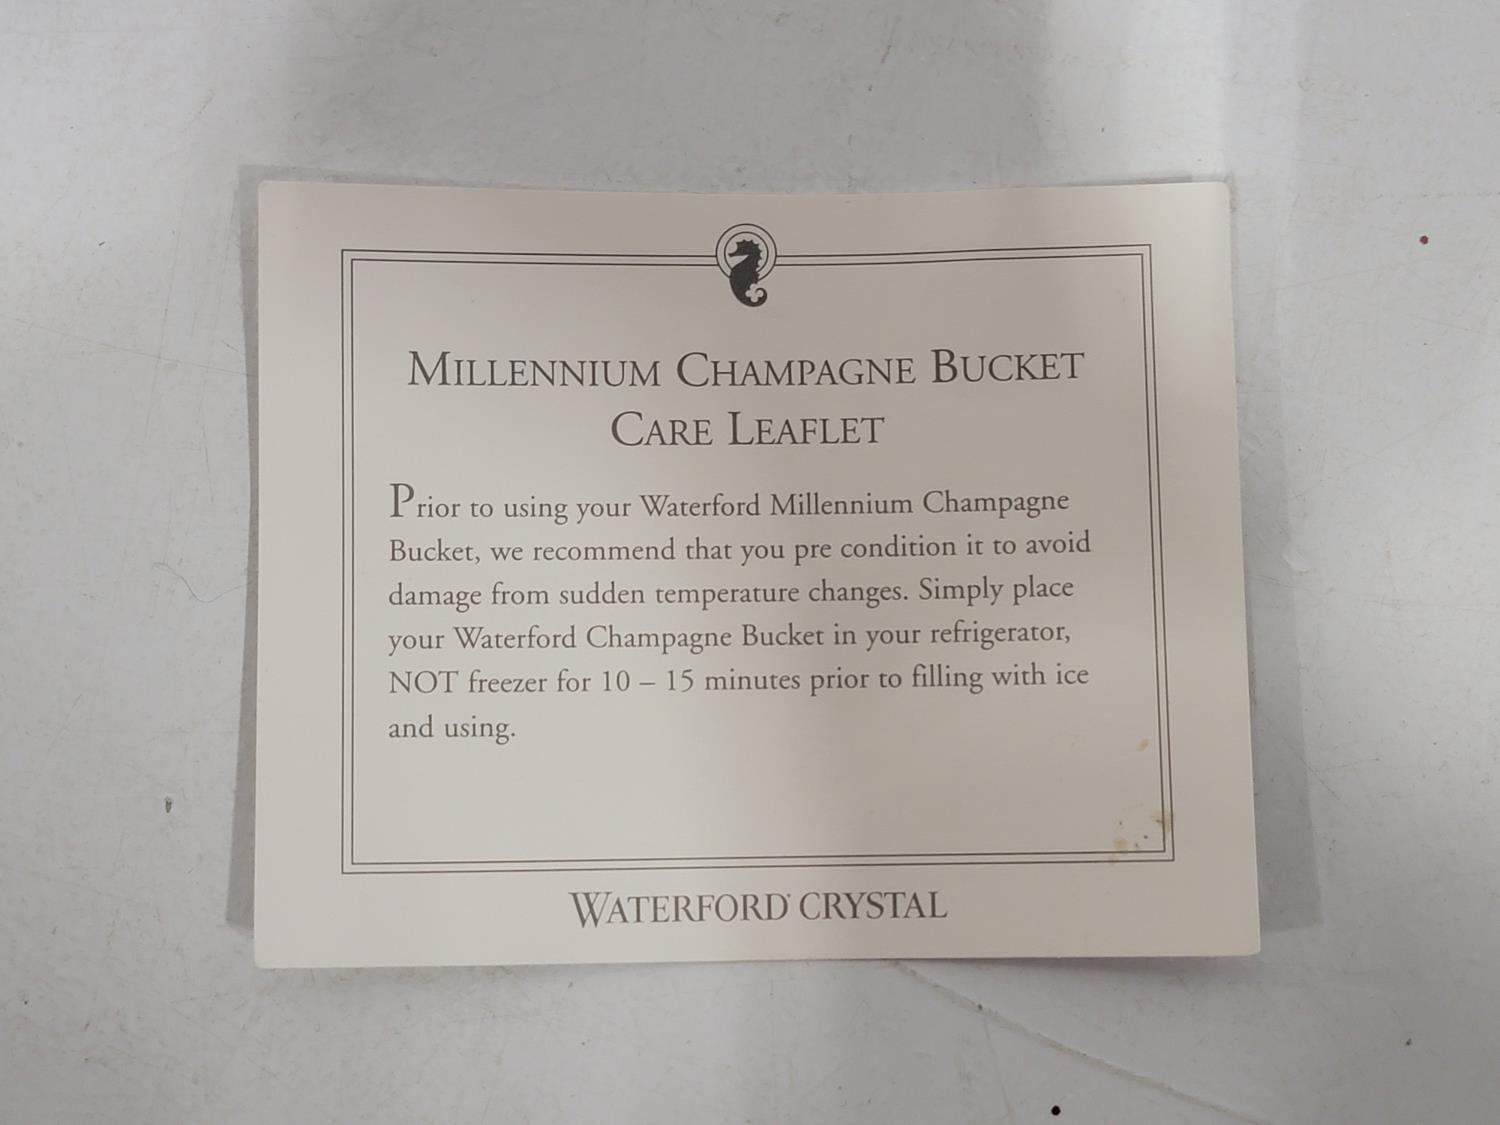 MILLENNIUM CHAMPAGNE BUCKET
CARE LEAFLET
Prior to using your Waterford Millennium Champagne
Bucket, we recommend that you pre condition it to avoid
damage from sudden temperature changes. Simply place
your Waterford Champagne Bucket in your refrigerator,
NOT freezer for 10 – 15 minutes prior to filling with ice
and using.
WATERFORD® CRYSTAL